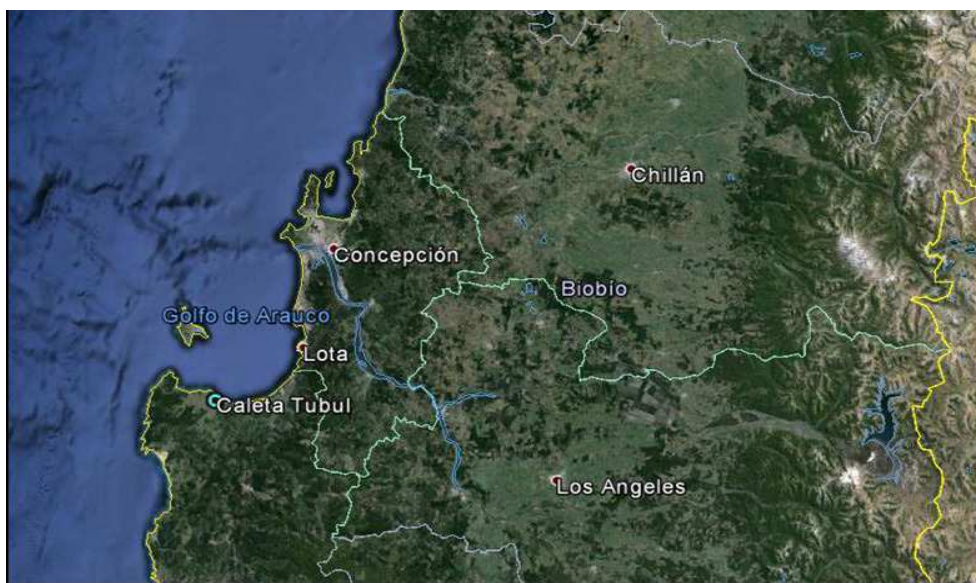 Chillán
Concepción
Biobío
Golfo de Arauco
Lota
Caleta Tubul
Los Angeles